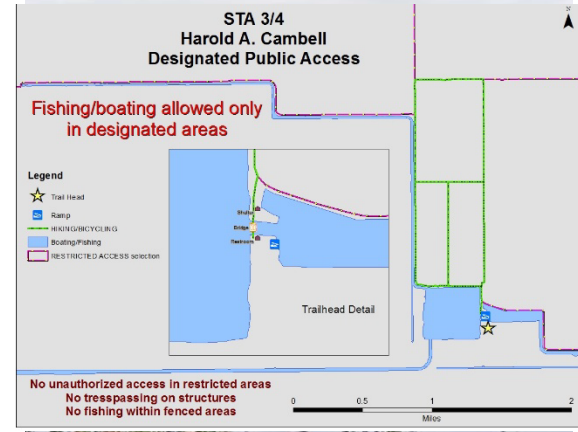 STA 3/4
Harold A. Cambell
Designated Public Access
N
Fishing/boating allowed only
in designated areas
Legend
Trail Head
Ramp
HIKING/BICYCLING
Boating/Fishing
RESTRICTED ACCESS selection
Bridge
Restroom
Trailhead Detail
No unauthorized access in restricted areas
No tresspassing on structures
No fishing within fenced areas
0 0.5 1 2
Miles